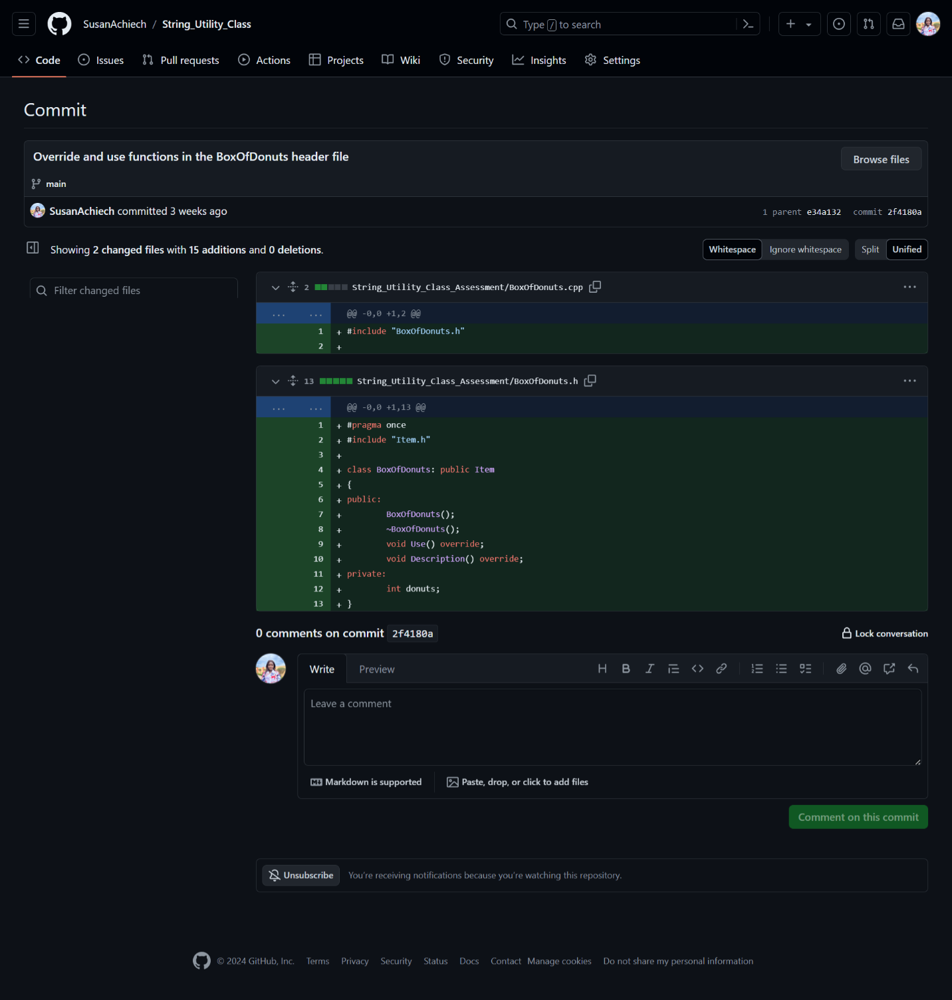 SusanAchiech / String_Utility_Class
Type / to search
Code Issues Pull requests Actions Projects Wiki Security Insights Settings
Commit
Override and use functions in the BoxOfDonuts header file
Browse files
main
SusanAchiech committed 3 weeks ago
1 parent e34a132 commit 2f4180a
Showing 2 changed files with 15 additions and 0 deletions.
Whitespace Ignore whitespace Split Unified
Filter changed files
2 String_Utility_Class_Assessment/BoxOfDonuts.cpp
... ... @@ -0,0 +1,2 @@
1 + #include "BoxOfDonuts.h"
2 +
13 String_Utility_Class_Assessment/BoxOfDonuts.h
... ... @@ -0,0 +1,13 @@
1 + #pragma once
2 + #include "Item.h"
3 +
4 + class BoxOfDonuts: public Item
5 + {
6 + public:
7 + BoxOfDonuts();
8 + ~BoxOfDonuts();
9 + void Use() override;
10 + void Description() override;
11 + private:
12 + int donuts;
13 + }
0 comments on commit 2f4180a
Lock conversation
Write Preview
Leave a comment
Markdown is supported
Paste, drop, or click to add files
Comment on this commit
Unsubscribe You're receiving notifications because you're watching this repository.
© 2024 GitHub, Inc. Terms Privacy Security Status Docs Contact Manage cookies Do not share my personal information